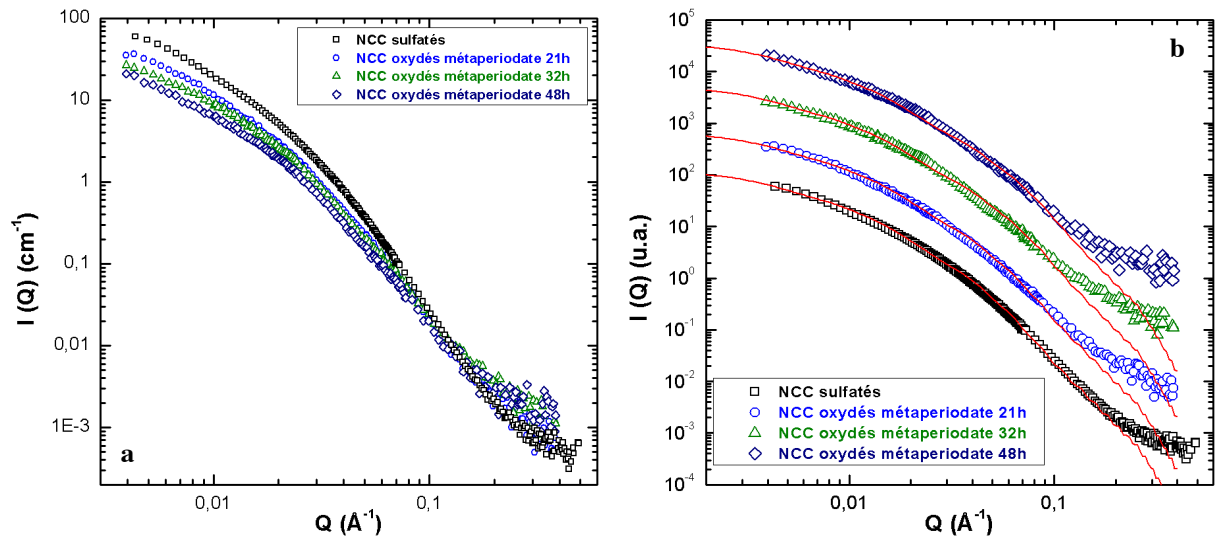 100
10
1
0,1
0,01
1E-3
I (Q) (cm⁻¹)
NCC sulfatés
NCC oxydés métaperiodate 21h
NCC oxydés métaperiodate 32h
NCC oxydés métaperiodate 48h
a
0,01
0,1
Q (Å⁻¹)
10⁵
10⁴
10³
10²
10¹
10⁰
10⁻¹
10⁻²
10⁻³
10⁻⁴
I (Q) (u.a.)
b
NCC sulfatés
NCC oxydés métaperiodate 21h
NCC oxydés métaperiodate 32h
NCC oxydés métaperiodate 48h
0,01
0,1
Q (Å⁻¹)